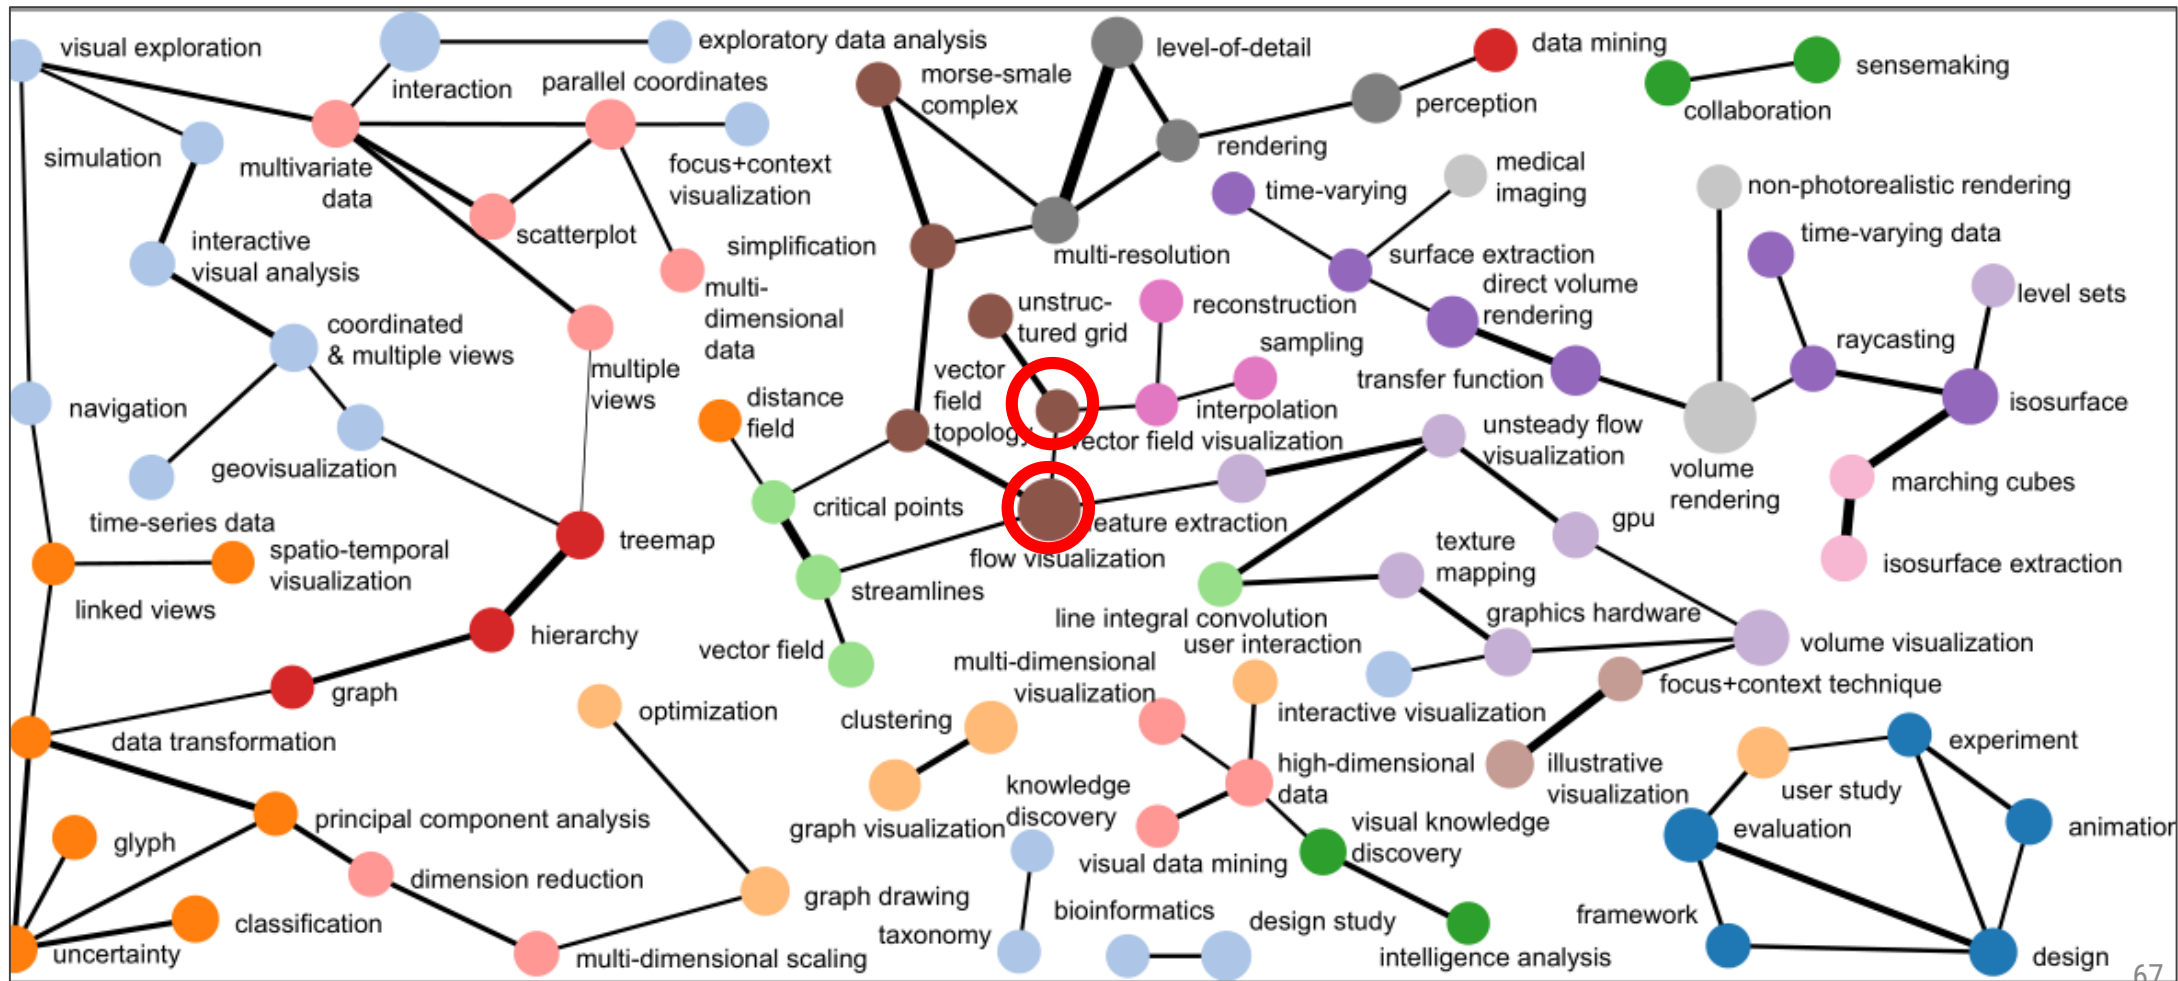 visual exploration
interaction
exploratory data analysis
parallel coordinates
morse-smale
complex
level-of-detail
data mining
perception
collaboration
sensemaking
simulation
multivariate
data
focus+context
visualization
rendering
time-varying
medical
imaging
non-photorealistic rendering
interactive
visual analysis
scatterplot
simplification
multi-resolution
surface extraction
time-varying data
level sets
multi-
dimensional
data
unstruc-
tured grid
reconstruction
direct volume
rendering
coordinated
& multiple views
multiple
views
sampling
raycasting
transfer function
isosurface
navigation
distance
field
vector
field
topology
interpolation
vector field visualization
unsteady flow
visualization
geovisualization
volume
rendering
marching cubes
time-series data
critical points
feature extraction
gpu
spatio-temporal
visualization
treemap
flow visualization
texture
mapping
isosurface extraction
linked views
streamlines
line integral convolution
graphics hardware
hierarchy
vector field
user interaction
volume visualization
multi-dimensional
visualization
graph
optimization
clustering
interactive visualization
focus+context technique
data transformation
experiment
high-dimensional
data
illustrative
visualization
knowledge
discovery
user study
principal component analysis
graph visualization
visual knowledge
discovery
evaluation
animation
glyph
visual data mining
dimension reduction
graph drawing
classification
bioinformatics
design study
framework
taxonomy
uncertainty
multi-dimensional scaling
intelligence analysis
design
67